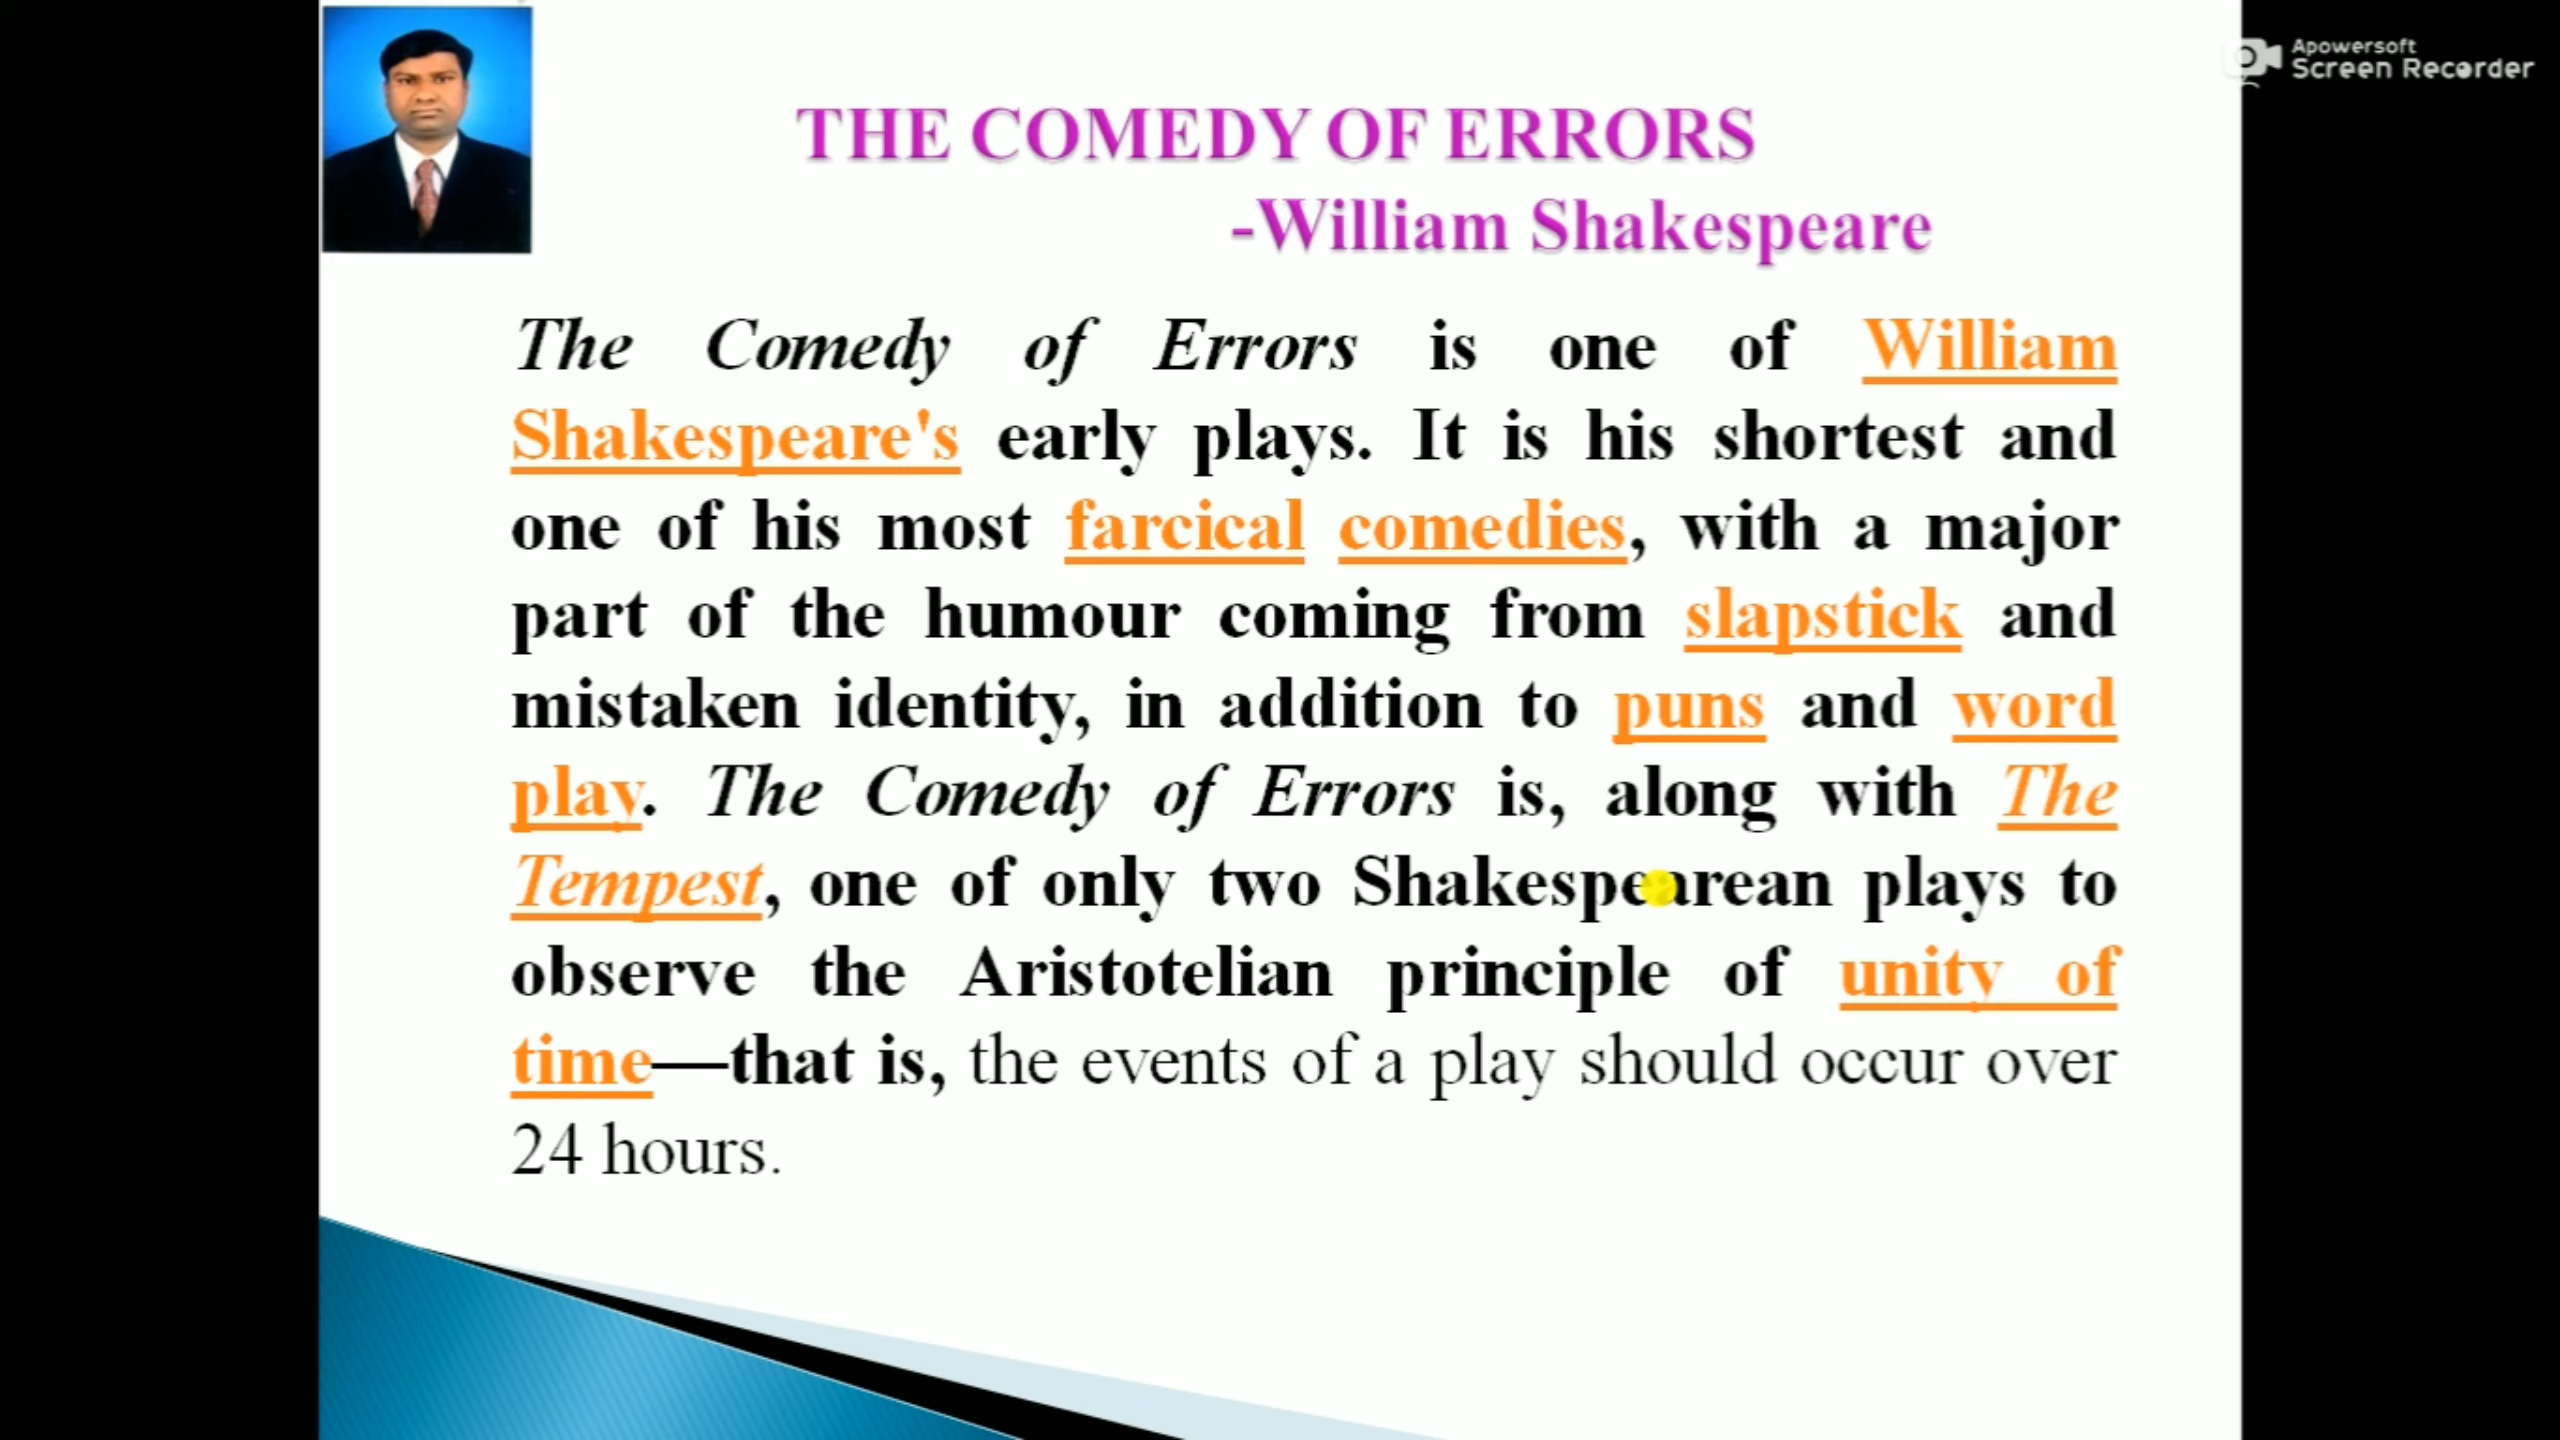 Apowersoft
Screen Recorder
THE COMEDY OF ERRORS
-William Shakespeare
The Comedy of Errors is one of William
Shakespeare's early plays. It is his shortest and
one of his most farcical comedies, with a major
part of the humour coming from slapstick and
mistaken identity, in addition to puns and word
play. The Comedy of Errors is, along with The
Tempest, one of only two Shakespearean plays to
observe the Aristotelian principle of unity of
time—that is, the events of a play should occur over
24 hours.